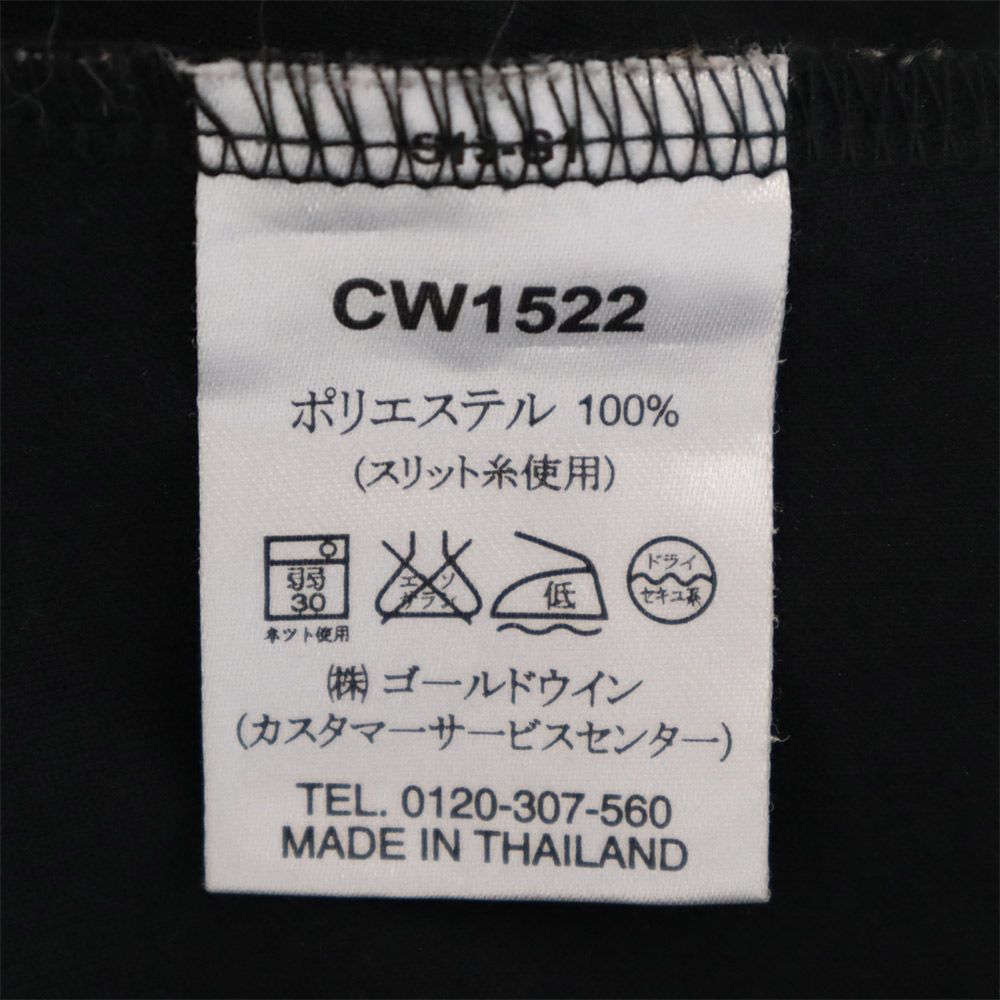 CW1522
ポリエステル 100%
(スリット糸使用)
弱
30
ネット使用
エンソ
サラシ
低
ドライ
セキユ系
㈱ゴールドウイン
(カスタマーサービスセンター)
TEL. 0120-307-560
MADE IN THAILAND